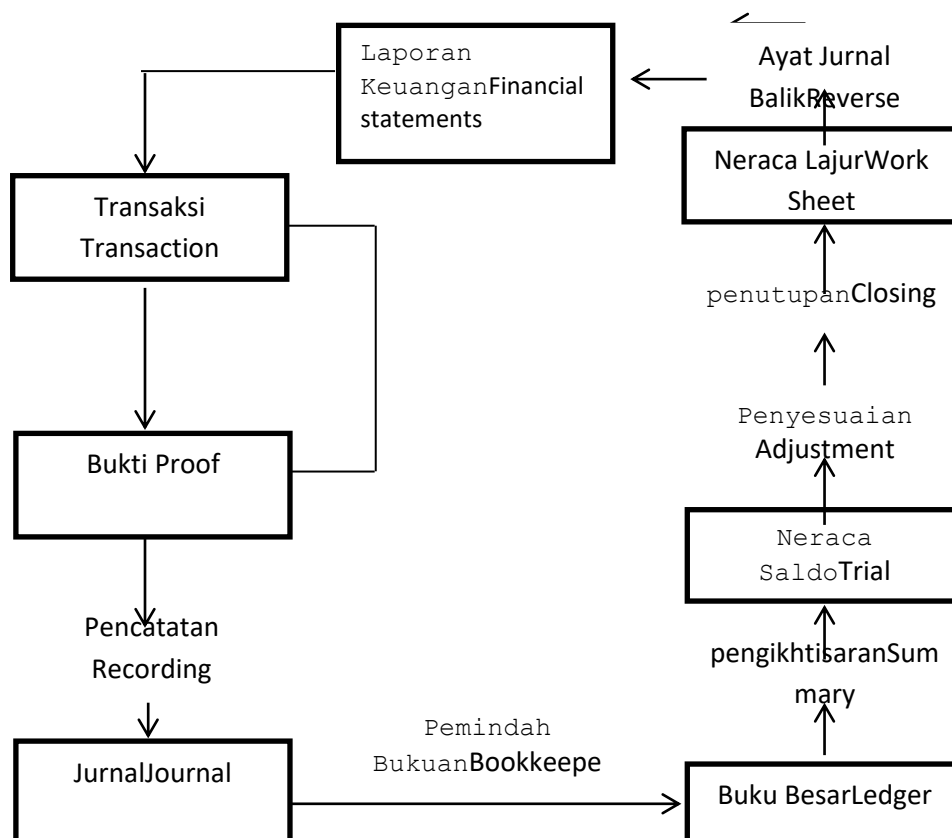 Laporan
KeuanganFinancial
statements
Ayat Jurnal
BalikReverse
Neraca LajurWork
Sheet
Transaksi
Transaction
penutupanClosing
Penyesuaian
Adjustment
Bukti Proof
Neraca
SaldoTrial
Pencatatan
Recording
pengikhtisaranSum
mary
Pemindah
BukuanBookkeepe
JurnalJournal
Buku BesarLedger